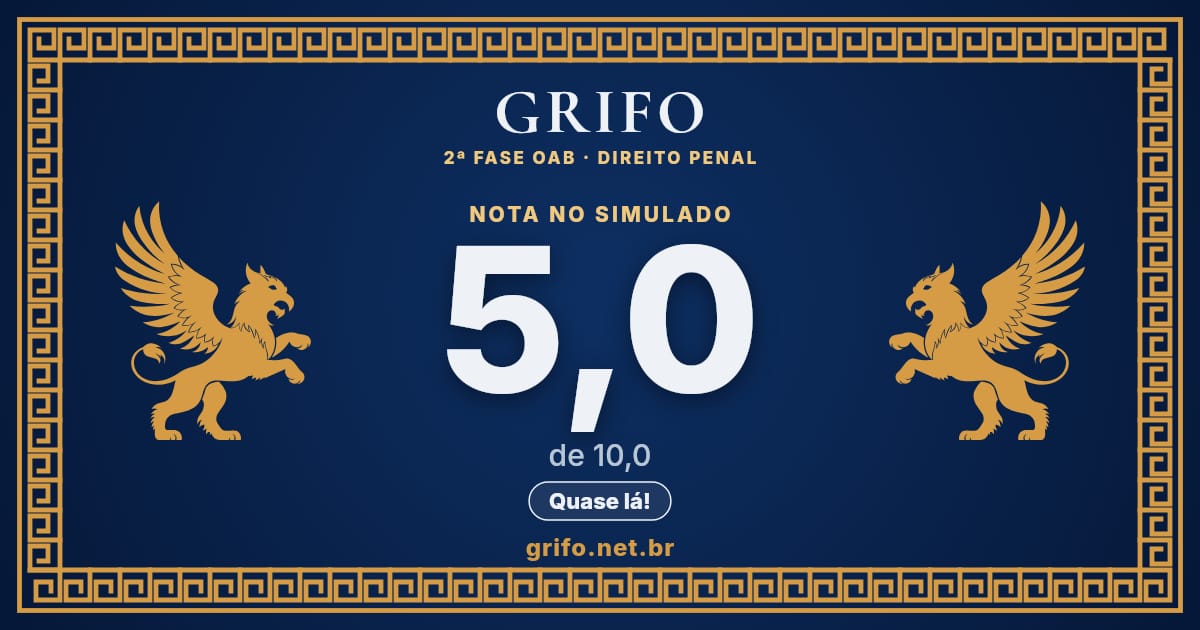 GRIFO
2ª FASE OAB · DIREITO PENAL
NOTA NO SIMULADO
5,0
de 10,0
Quase lá!
grifo.net.br